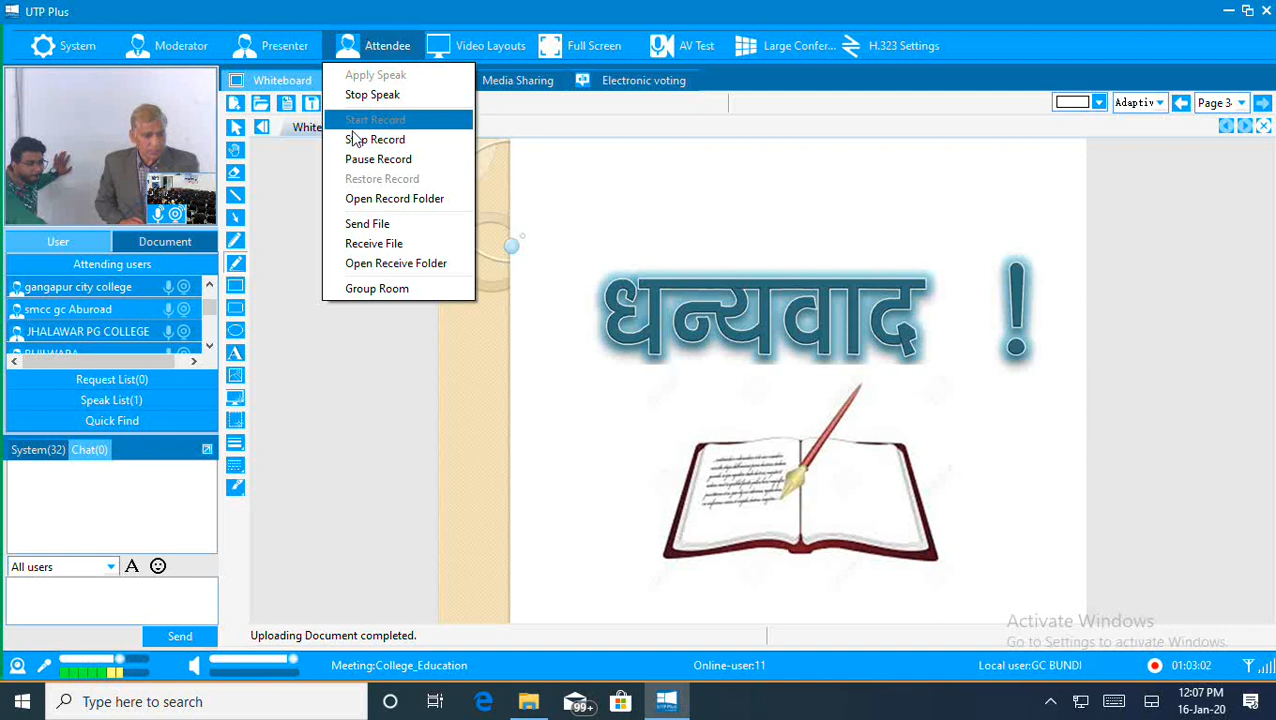 UTP Plus
System Moderator Presenter Attendee Video Layouts Full Screen AV Test Large Confer... H.323 Settings
Whiteboard Media Sharing Electronic voting
Adaptiv Page 3
White
Apply Speak
Stop Speak
Start Record
Stop Record
Pause Record
Restore Record
Open Record Folder
Send File
Receive File
Open Receive Folder
Group Room
User Document
Attending users
gangapur city college
smcc gc Aburoad
JHALAWAR PG COLLEGE
Request List(0)
Speak List(1)
Quick Find
System(32) Chat(0)
All users
Send
धन्यवाद !
Uploading Document completed.
Activate Windows
Go to Settings to activate Windows.
Meeting:College_Education Online-user:11 Local user:GC BUNDI 01:03:02
Type here to search
99+
12:07 PM
16-Jan-20